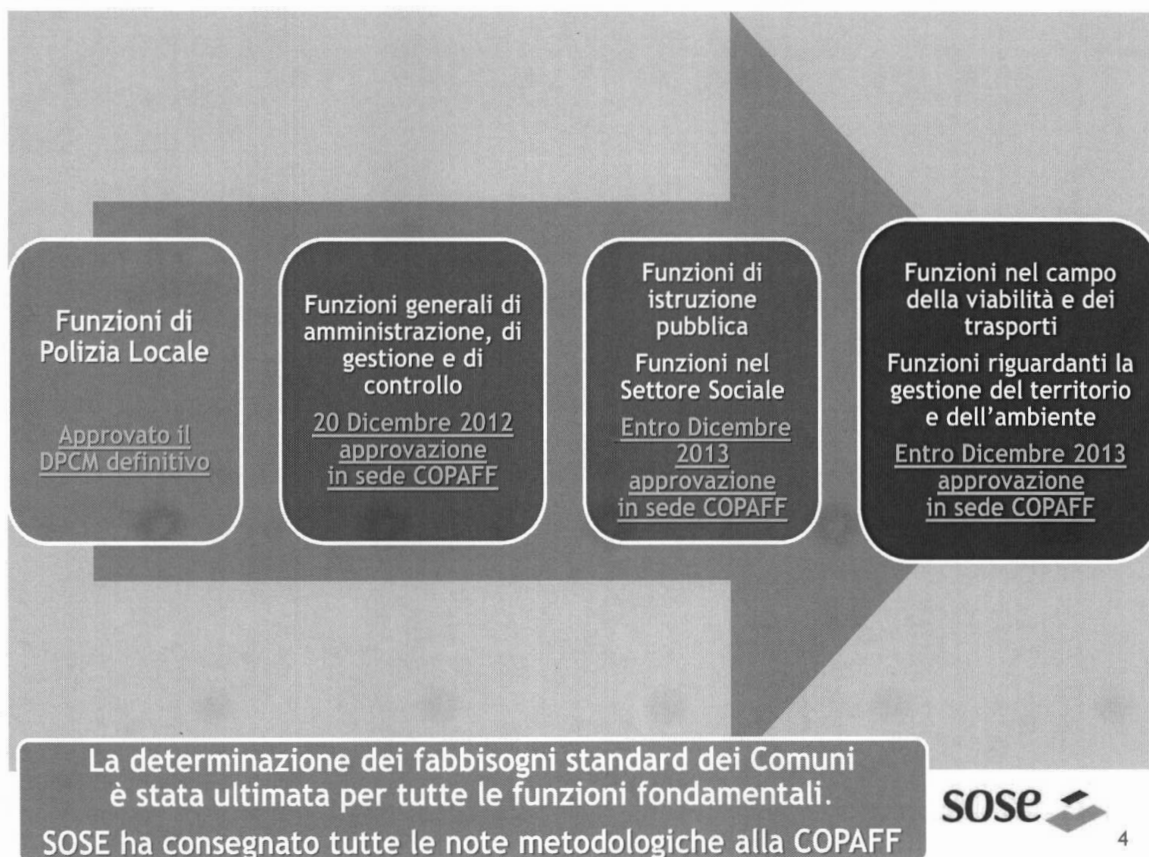 Funzioni di
Polizia Locale
Approvato il
DPCM definitivo
Funzioni generali di
amministrazione, di
gestione e di
controllo
20 Dicembre 2012
approvazione
in sede COPAFF
Funzioni di
istruzione
pubblica
Funzioni nel
Settore Sociale
Entro Dicembre
2013
approvazione
in sede COPAFF
Funzioni nel campo
della viabilità e dei
trasporti
Funzioni riguardanti la
gestione del territorio
e dell'ambiente
Entro Dicembre 2013
approvazione
in sede COPAFF
La determinazione dei fabbisogni standard dei Comuni
è stata ultimata per tutte le funzioni fondamentali.
SOSE ha consegnato tutte le note metodologiche alla COPAFF
sose
4